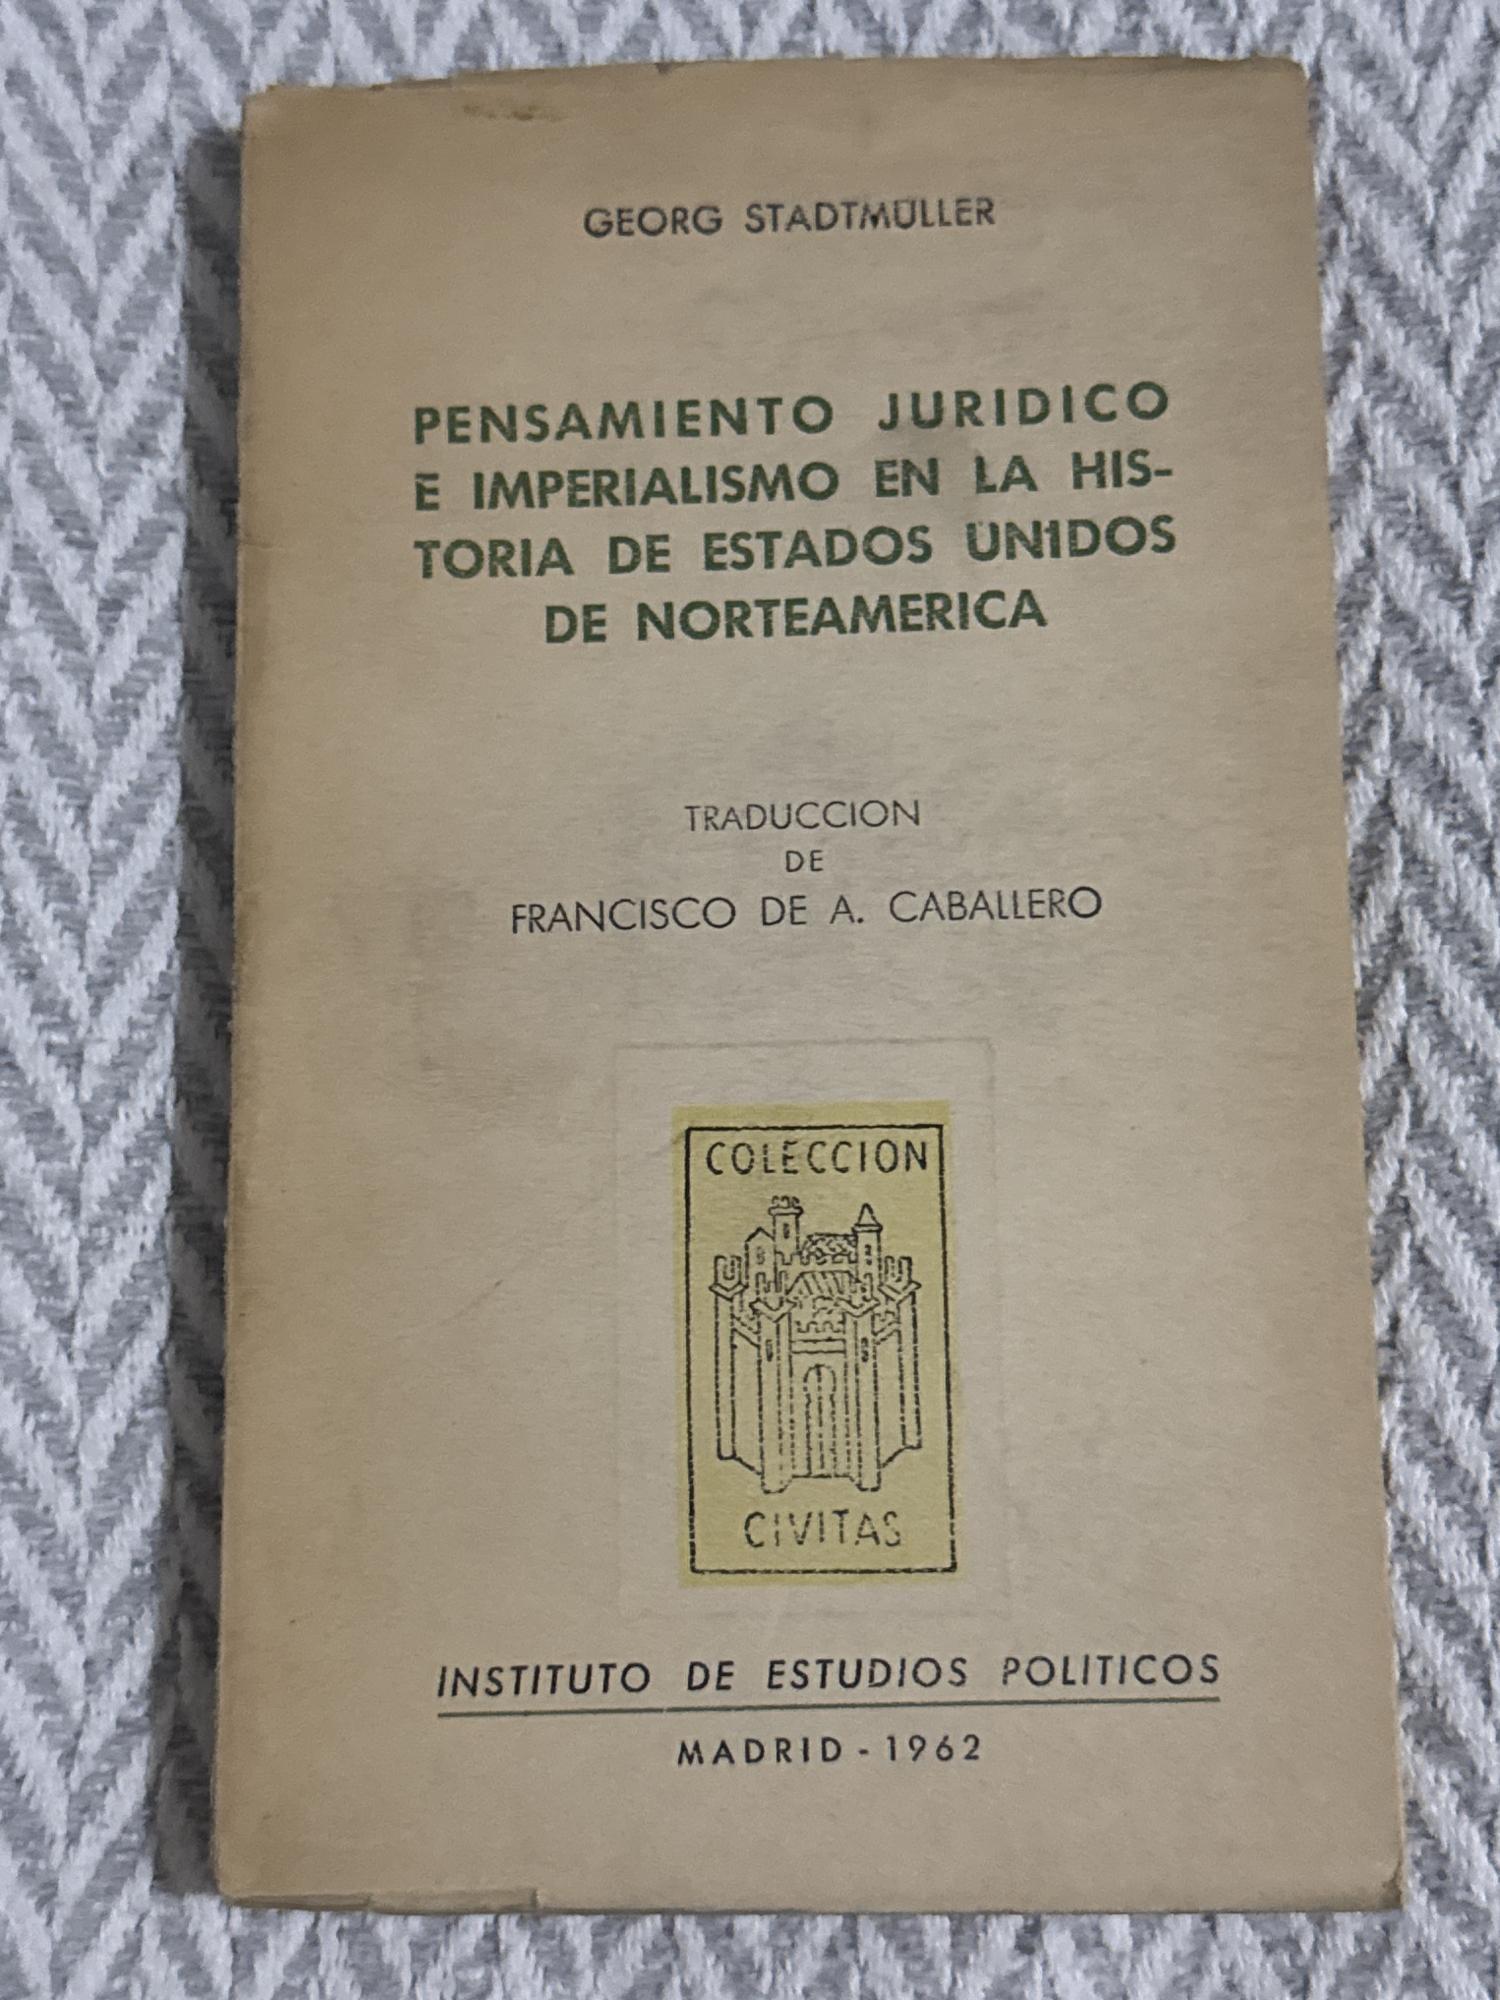 GEORG STADTMÜLLER
PENSAMIENTO JURIDICO
E IMPERIALISMO EN LA HIS-
TORIA DE ESTADOS UNIDOS
DE NORTEAMERICA
TRADUCCION
DE
FRANCISCO DE A. CABALLERO
COLECCION
CIVITAS
INSTITUTO DE ESTUDIOS POLITICOS
MADRID - 1962